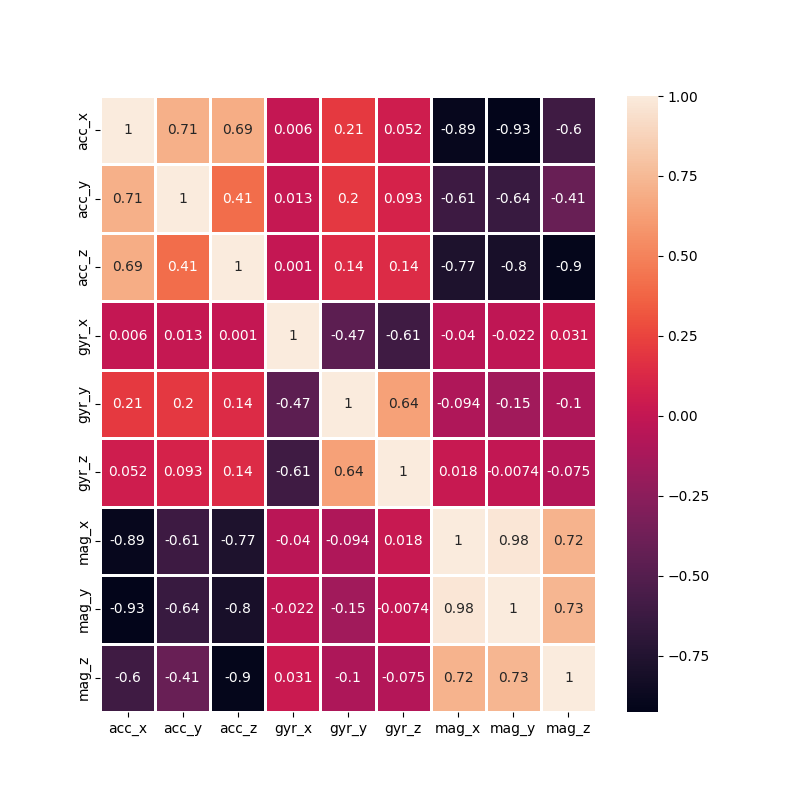 acc_x 1 0.71 0.69 0.006 0.21 0.052 -0.89 -0.93 -0.6
acc_y 0.71 1 0.41 0.013 0.2 0.093 -0.61 -0.64 -0.41
acc_z 0.69 0.41 1 0.001 0.14 0.14 -0.77 -0.8 -0.9
gyr_x 0.006 0.013 0.001 1 -0.47 -0.61 -0.04 -0.022 0.031
gyr_y 0.21 0.2 0.14 -0.47 1 0.64 -0.094 -0.15 -0.1
gyr_z 0.052 0.093 0.14 -0.61 0.64 1 0.018 -0.0074 -0.075
mag_x -0.89 -0.61 -0.77 -0.04 -0.094 0.018 1 0.98 0.72
mag_y -0.93 -0.64 -0.8 -0.022 -0.15 -0.0074 0.98 1 0.73
mag_z -0.6 -0.41 -0.9 0.031 -0.1 -0.075 0.72 0.73 1
acc_x acc_y acc_z gyr_x gyr_y gyr_z mag_x mag_y mag_z
1.00
0.75
0.50
0.25
0.00
−0.25
−0.50
−0.75